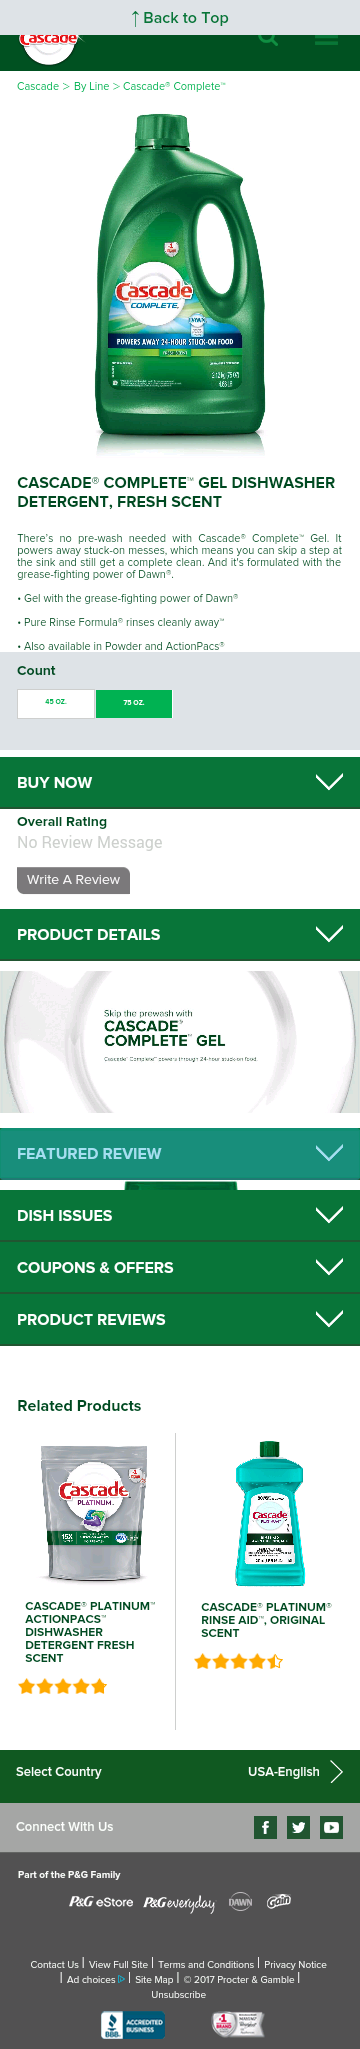 ↑ Back to Top
Cascade
Cascade > By Line > Cascade® Complete™
Cascade
COMPLETE
DAWN
POWERS AWAY 24-HOUR STUCK-ON FOOD
CASCADE® COMPLETE™ GEL DISHWASHER
DETERGENT, FRESH SCENT
There's no pre-wash needed with Cascade® Complete™ Gel. It
powers away stuck-on messes, which means you can skip a step at
the sink and still get a complete clean. And it's formulated with the
grease-fighting power of Dawn®.
• Gel with the grease-fighting power of Dawn®
• Pure Rinse Formula® rinses cleanly away™
• Also available in Powder and ActionPacs®
Count
45 OZ.
75 OZ.
BUY NOW
Overall Rating
No Review Message
Write A Review
PRODUCT DETAILS
Skip the prewash with
CASCADE®
COMPLETE™ GEL
Cascade® Complete™ powers through 24-hour stuck-on food.
FEATURED REVIEW
DISH ISSUES
COUPONS & OFFERS
PRODUCT REVIEWS
Related Products
Cascade
PLATINUM
Cascade
PLATINUM
CASCADE® PLATINUM™
ACTIONPACS™
DISHWASHER
DETERGENT FRESH
SCENT
CASCADE® PLATINUM®
RINSE AID™, ORIGINAL
SCENT
Select Country
USA-English
Connect With Us
Part of the P&G Family
P&G eStore
P&G everyday
DAWN
Gain
Contact Us | View Full Site | Terms and Conditions | Privacy Notice
| Ad choices | Site Map | © 2017 Procter & Gamble |
Unsubscribe
BBB
ACCREDITED
BUSINESS